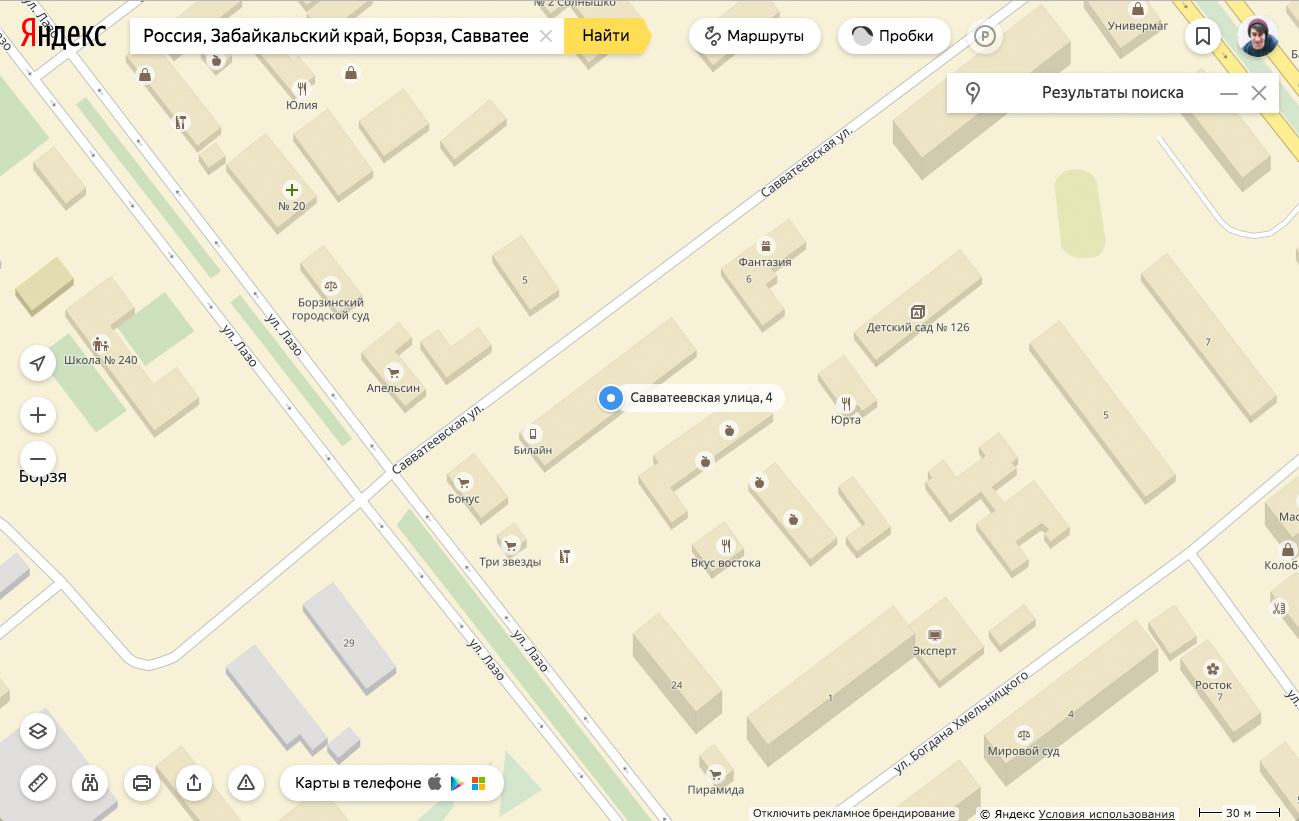 № 2 Солнышко
Универмаг
Яндекс
Россия, Забайкальский край, Борзя, Савватее
Найти
Маршруты
Пробки
P
Результаты поиска
Юлия
№ 20
Савватеевская ул.
Фантазия
6
5
Борзинский
городской суд
Детский сад № 126
ул. Лазо
ул. Лазо
Школа № 240
7
Апельсин
Савватеевская улица, 4
Савватеевская ул.
Юрта
5
Билайн
Борзя
Бонус
Три звезды
Вкус востока
29
Эксперт
ул. Лазо
ул. Лазо
24
1
Росток
7
4
ул. Богдана Хмельницкого
Мировой суд
Пирамида
Карты в телефоне
Отключить рекламное брендирование
© Яндекс Условия использования
30 м